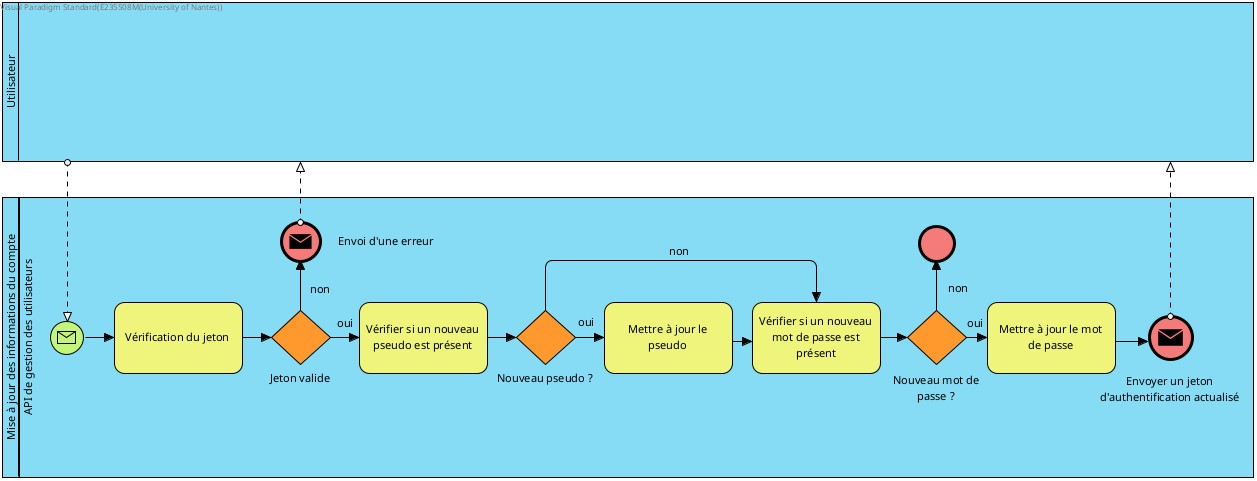 Visual Paradigm Standard(E235508M(University of Nantes))
Utilisateur
Mise à jour des informations du compte
API de gestion des utilisateurs
Envoi d'une erreur
non
non
non
Vérification du jeton
oui
Vérifier si un nouveau
pseudo est présent
oui
Mettre à jour le
pseudo
Vérifier si un nouveau
mot de passe est
présent
oui
Mettre à jour le mot
de passe
Jeton valide
Nouveau pseudo ?
Nouveau mot de
passe ?
Envoyer un jeton
d'authentification actualisé